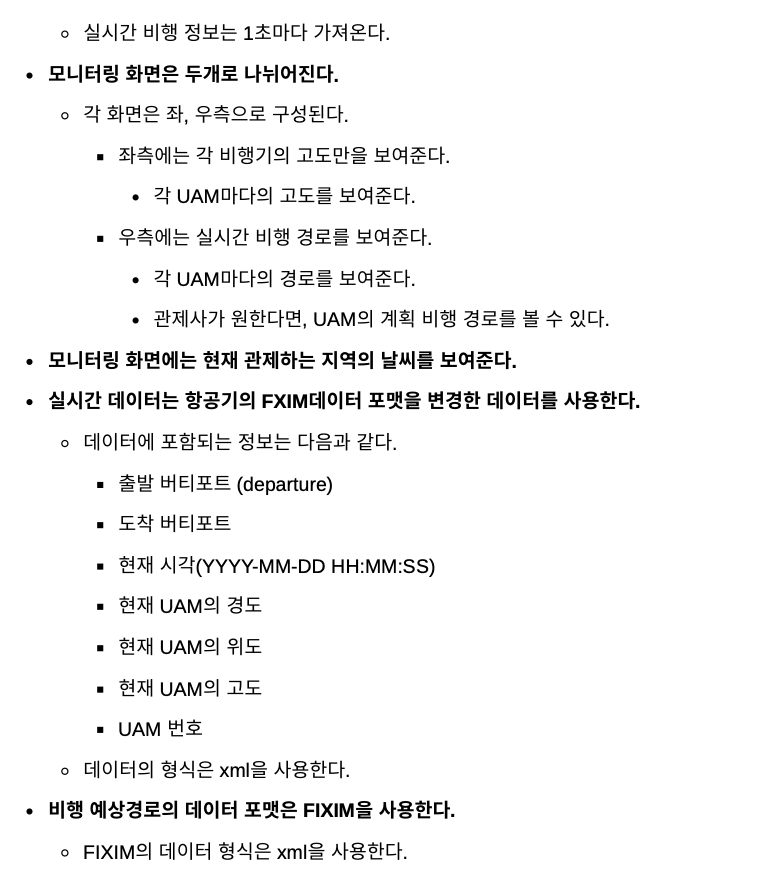 실시간 비행 정보는 1초마다 가져온다.
모니터링 화면은 두개로 나뉘어진다.
각 화면은 좌, 우측으로 구성된다.
좌측에는 각 비행기의 고도만을 보여준다.
각 UAM마다의 고도를 보여준다.
우측에는 실시간 비행 경로를 보여준다.
각 UAM마다의 경로를 보여준다.
관제사가 원한다면, UAM의 계획 비행 경로를 볼 수 있다.
모니터링 화면에는 현재 관제하는 지역의 날씨를 보여준다.
실시간 데이터는 항공기의 FXIM데이터 포맷을 변경한 데이터를 사용한다.
데이터에 포함되는 정보는 다음과 같다.
출발 버티포트 (departure)
도착 버티포트
현재 시각(YYYY-MM-DD HH:MM:SS)
현재 UAM의 경도
현재 UAM의 위도
현재 UAM의 고도
UAM 번호
데이터의 형식은 xml을 사용한다.
비행 예상경로의 데이터 포맷은 FIXIM을 사용한다.
FIXIM의 데이터 형식은 xml을 사용한다.